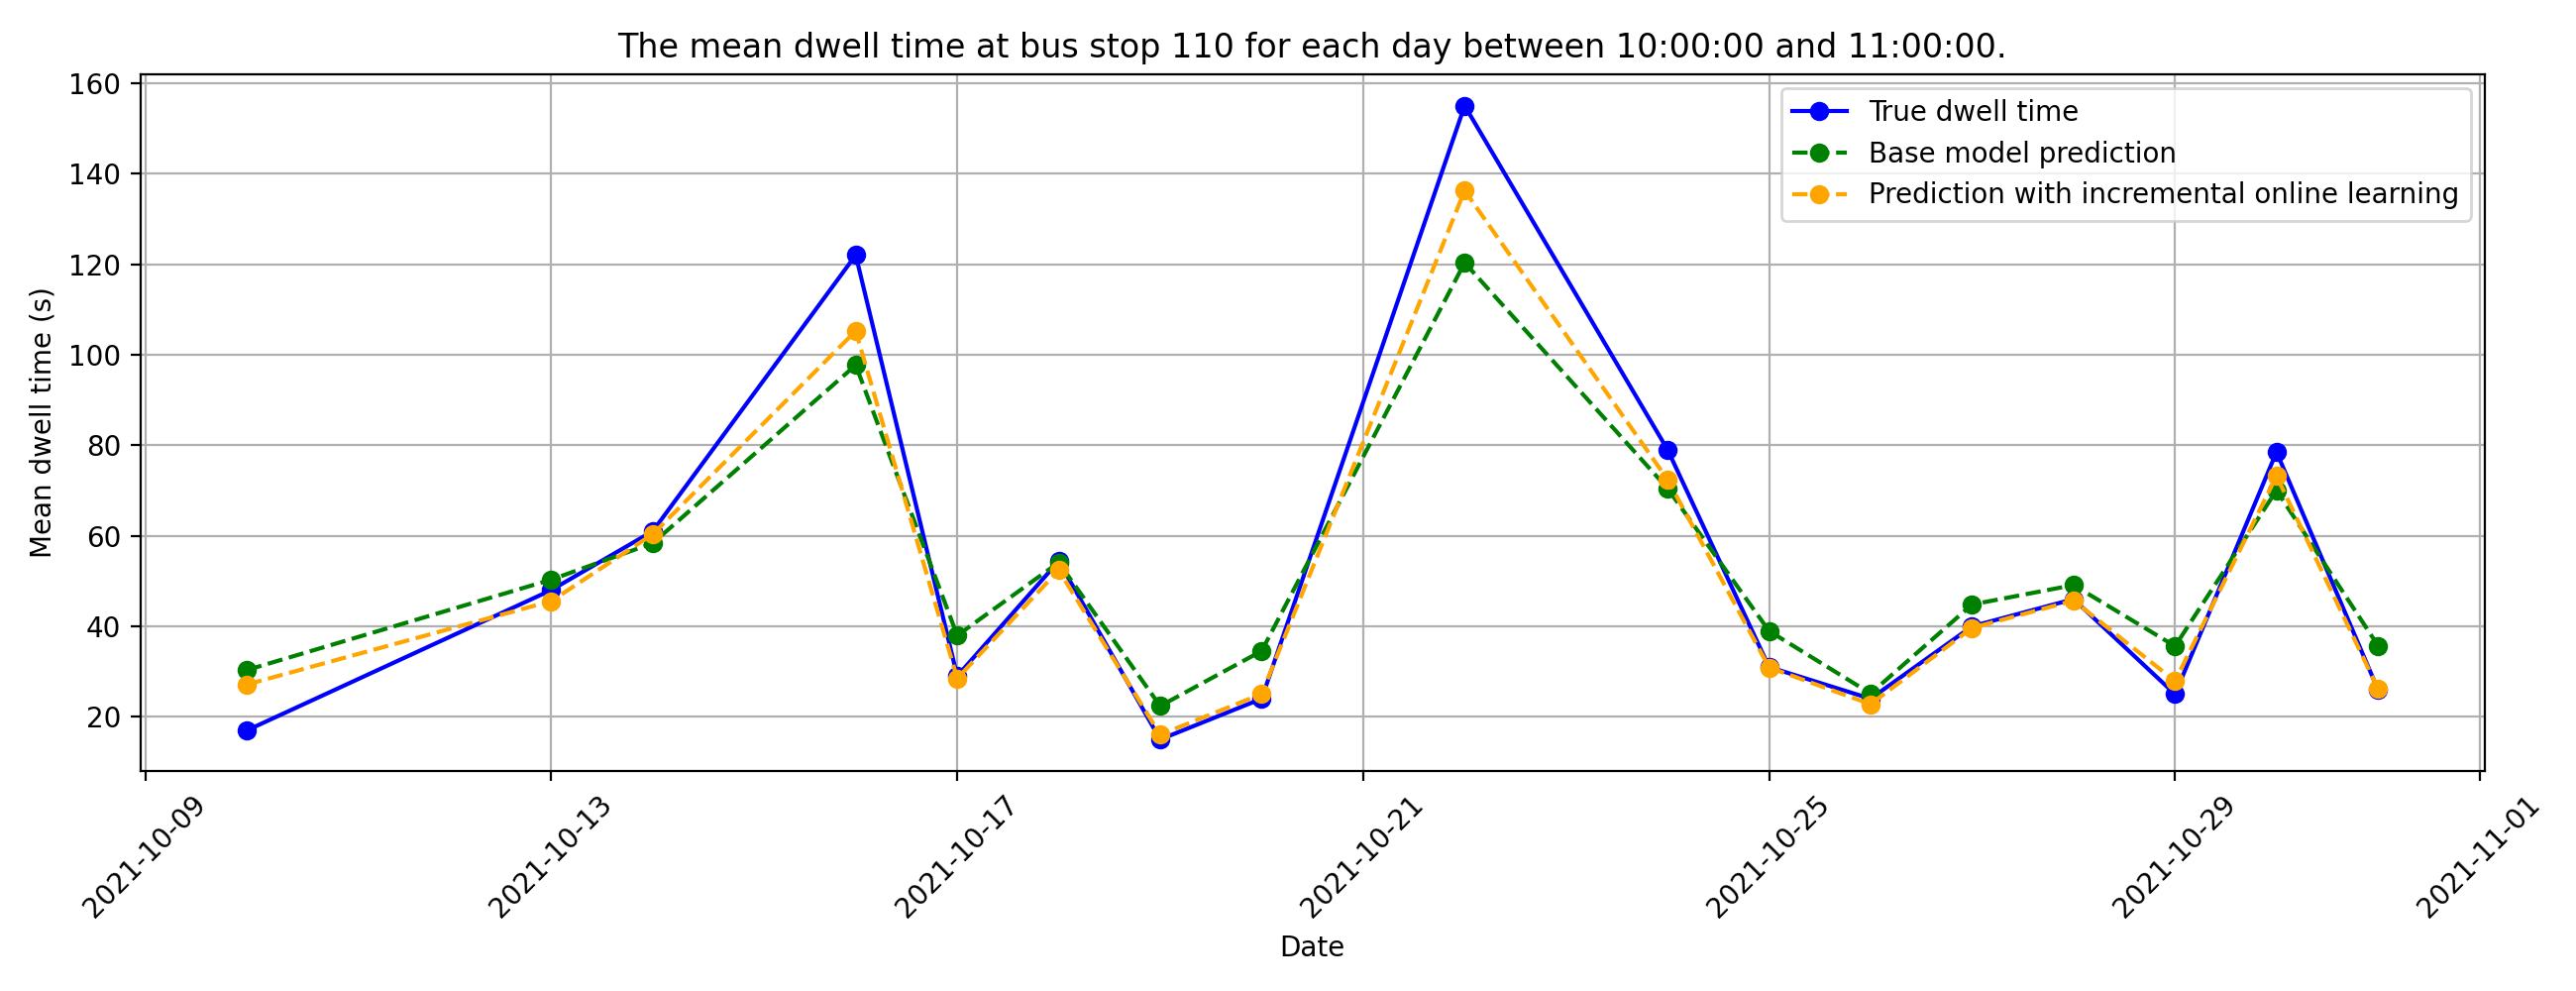 The mean dwell time at bus stop 110 for each day between 10:00:00 and 11:00:00.
160
140
120
100
80
60
40
20
Mean dwell time (s)
True dwell time
Base model prediction
Prediction with incremental online learning
2021-10-09
2021-10-13
2021-10-17
2021-10-21
2021-10-25
2021-10-29
2021-11-01
Date